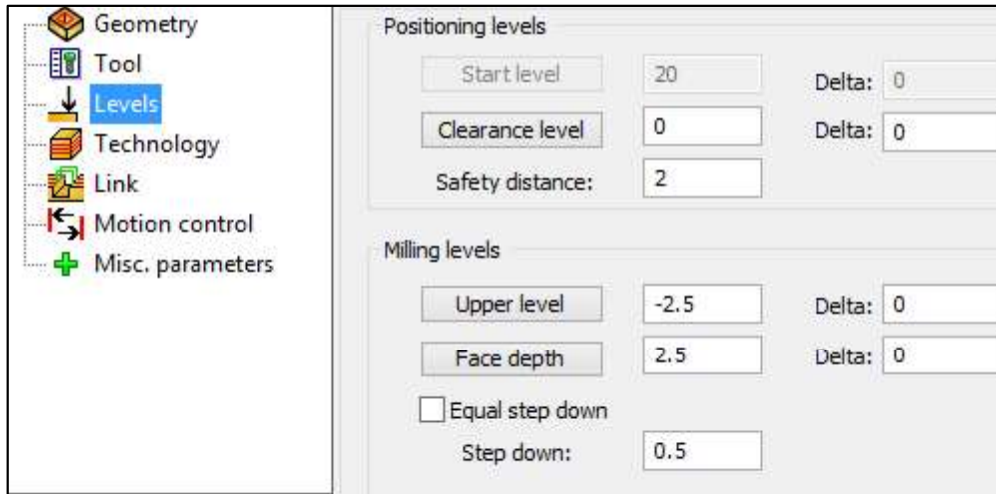 Geometry
Tool
Levels
Technology
Link
Motion control
Misc. parameters
Positioning levels
Start level 20 Delta: 0
Clearance level 0 Delta: 0
Safety distance: 2
Milling levels
Upper level -2.5 Delta: 0
Face depth 2.5 Delta: 0
Equal step down
Step down: 0.5